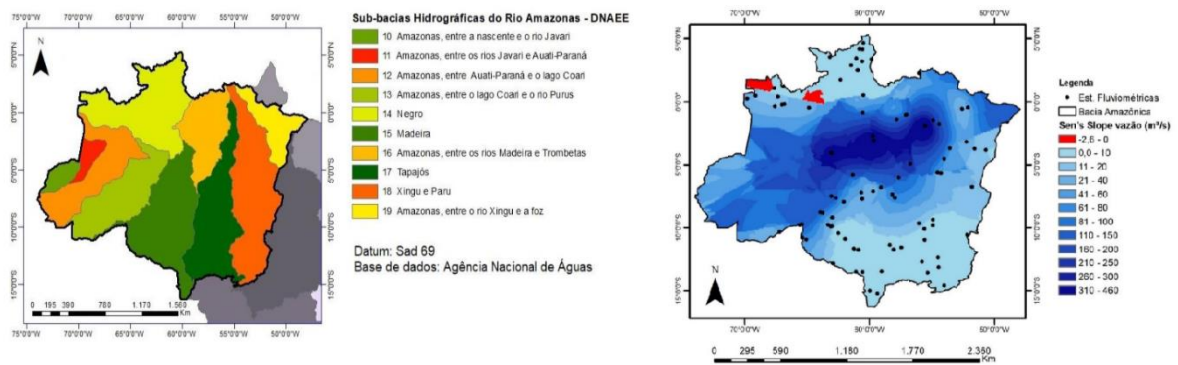 Sub-bacias Hidrográficas do Rio Amazonas - DNAEE
10 Amazonas, entre a nascente e o rio Javari
11 Amazonas, entre os rios Javari e Auati-Paraná
12 Amazonas, entre Auati-Paraná e o lago Coari
13 Amazonas, entre o lago Coari e o rio Purus
14 Negro
15 Madeira
16 Amazonas, entre os rios Madeira e Trombetas
17 Tapajós
18 Xingu e Paru
19 Amazonas, entre o rio Xingu e a foz
Datum: Sad 69
Base de dados: Agência Nacional de Águas
N
5°0'0"N
0°0'0"
5°0'0"S
10°0'0"S
15°0'0"S
0 195 390 780 1.170 1.560
Km
75°0'0"W 70°0'0"W 65°0'0"W 60°0'0"W 55°0'0"W 50°0'0"W
70°0'0"W
Legenda
Est. Fluviométricas
Bacia Amazônica
Sen's Slope vazão (m³/s)
-2,6 - 0
0,0 - 10
11 - 20
21 - 40
41 - 60
61 - 80
81 - 100
110 - 150
160 - 200
210 - 250
260 - 300
310 - 460
N
0 295 590 1.180 1.770 2.360
Km